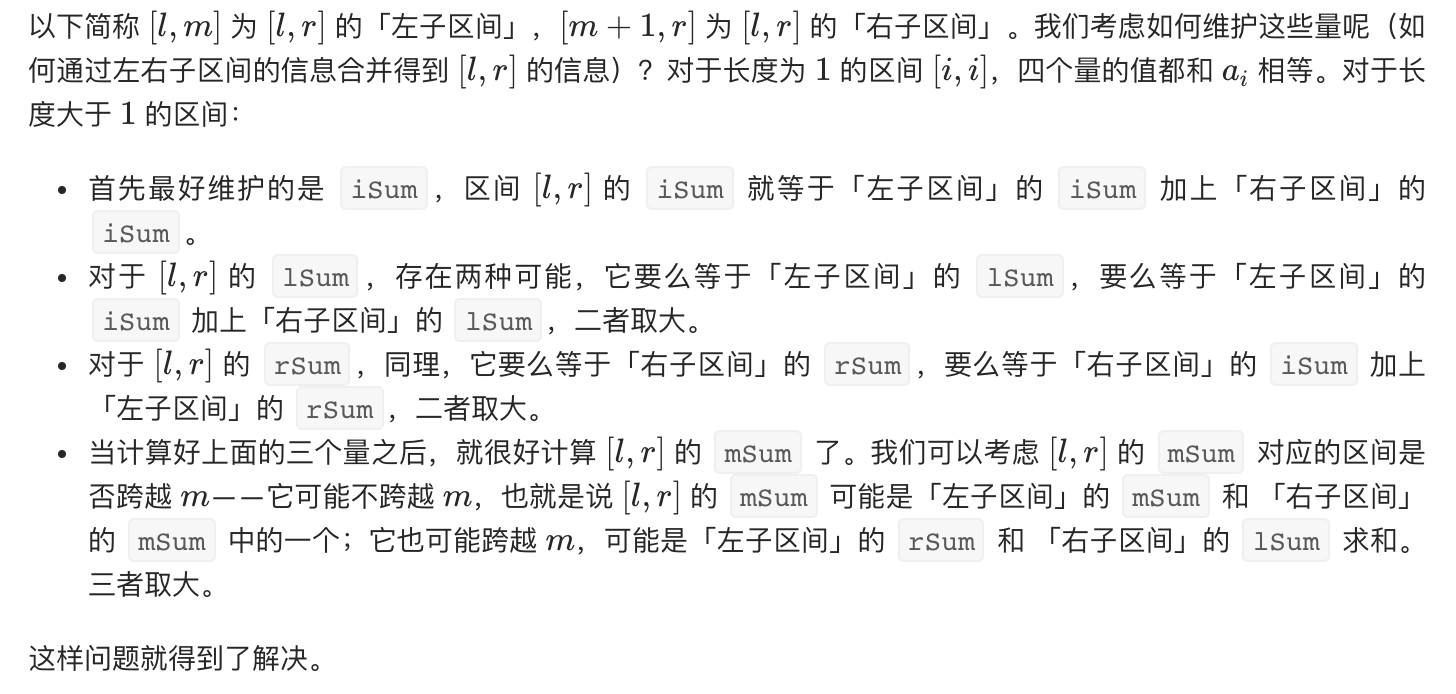 以下简称 [l, m] 为 [l, r] 的「左子区间」，[m + 1, r] 为 [l, r] 的「右子区间」。我们考虑如何维护这些量呢（如
何通过左右子区间的信息合并得到 [l, r] 的信息）？对于长度为 1 的区间 [i, i]，四个量的值都和 a_i 相等。对于长
度大于 1 的区间：
• 首先最好维护的是 iSum，区间 [l, r] 的 iSum 就等于「左子区间」的 iSum 加上「右子区间」的
iSum。
• 对于 [l, r] 的 lSum，存在两种可能，它要么等于「左子区间」的 lSum，要么等于「左子区间」的
iSum 加上「右子区间」的 lSum，二者取大。
• 对于 [l, r] 的 rSum，同理，它要么等于「右子区间」的 rSum，要么等于「右子区间」的 iSum 加上
「左子区间」的 rSum，二者取大。
• 当计算好上面的三个量之后，就很好计算 [l, r] 的 mSum 了。我们可以考虑 [l, r] 的 mSum 对应的区间是
否跨越 m——它可能不跨越 m，也就是说 [l, r] 的 mSum 可能是「左子区间」的 mSum 和 「右子区间」
的 mSum 中的一个；它也可能跨越 m，可能是「左子区间」的 rSum 和 「右子区间」的 lSum 求和。
三者取大。
这样问题就得到了解决。